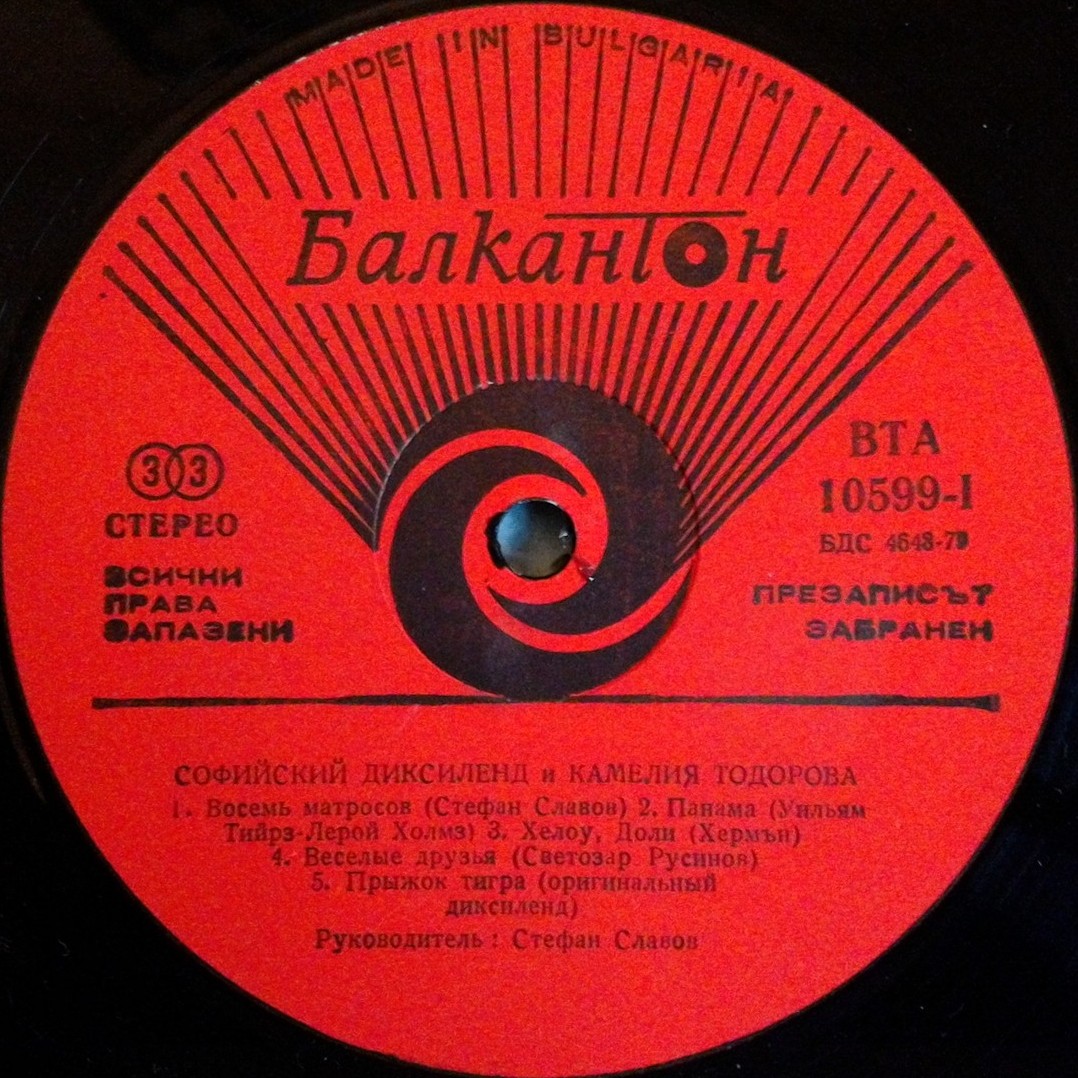 MADE IN BULGARIA
Балкантон
33
СТЕРЕО
ВСИЧКИ
ПРАВА
ЗАПАЗЕНИ
ВТА
10599-I
БДС 4648-70
ПРЕЗАПИСЪТ
ЗАБРАНЕН
СОФИЙСКИЙ ДИКСИЛЕНД и КАМЕЛИЯ ТОДОРОВА
1. Восемь матросов (Стефан Славов) 2. Панама (Уильям
Тийрз-Лерой Холмз) 3. Хелоу, Доли (Хермън)
4. Веселые друзья (Светозар Русинов)
5. Прыжок тигра (оригинальный
диксиленд)
Руководитель: Стефан Славов